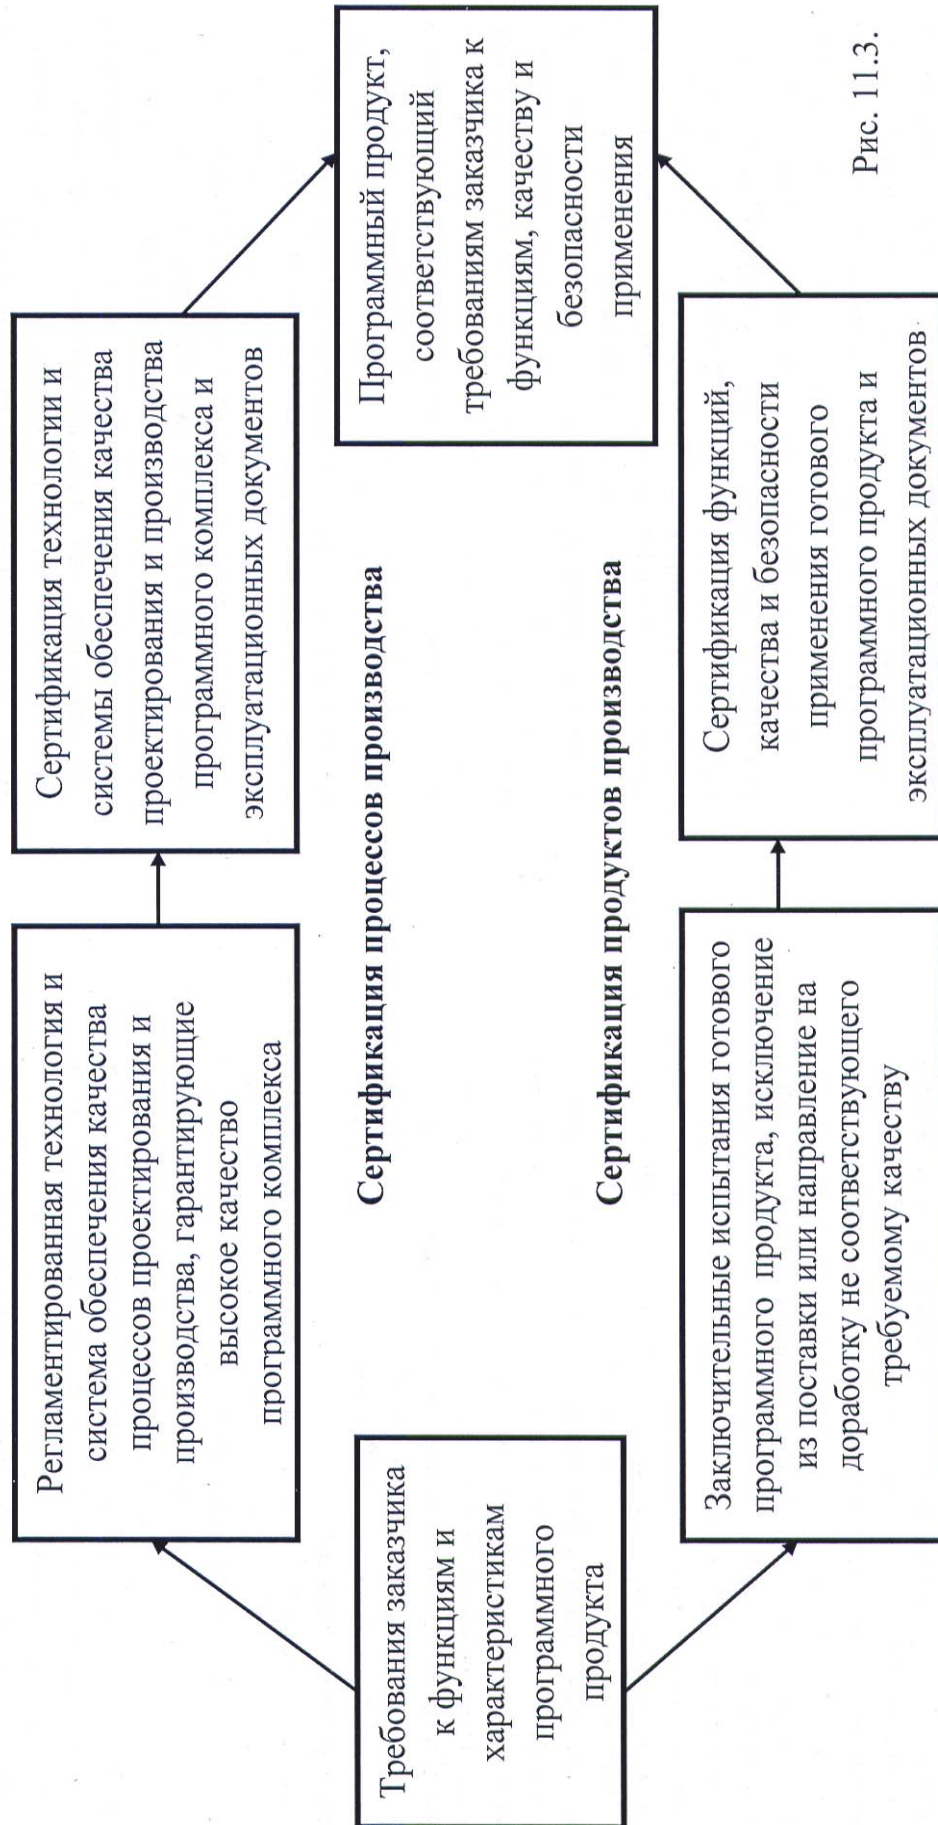 Регламентированная технология и
система обеспечения качества
процессов проектирования и
производства, гарантирующие
высокое качество
программного комплекса
Сертификация технологии и
системы обеспечения качества
проектирования и производства
программного комплекса и
эксплуатационных документов
Требования заказчика
к функциям и
характеристикам
программного
продукта
Сертификация процессов производства
Сертификация продуктов производства
Программный продукт,
соответствующий
требованиям заказчика к
функциям, качеству и
безопасности
применения
Заключительные испытания готового
программного продукта, исключение
из поставки или направление на
доработку не соответствующего
требуемому качеству
Сертификация функций,
качества и безопасности
применения готового
программного продукта и
эксплуатационных документов
Рис. 11.3.